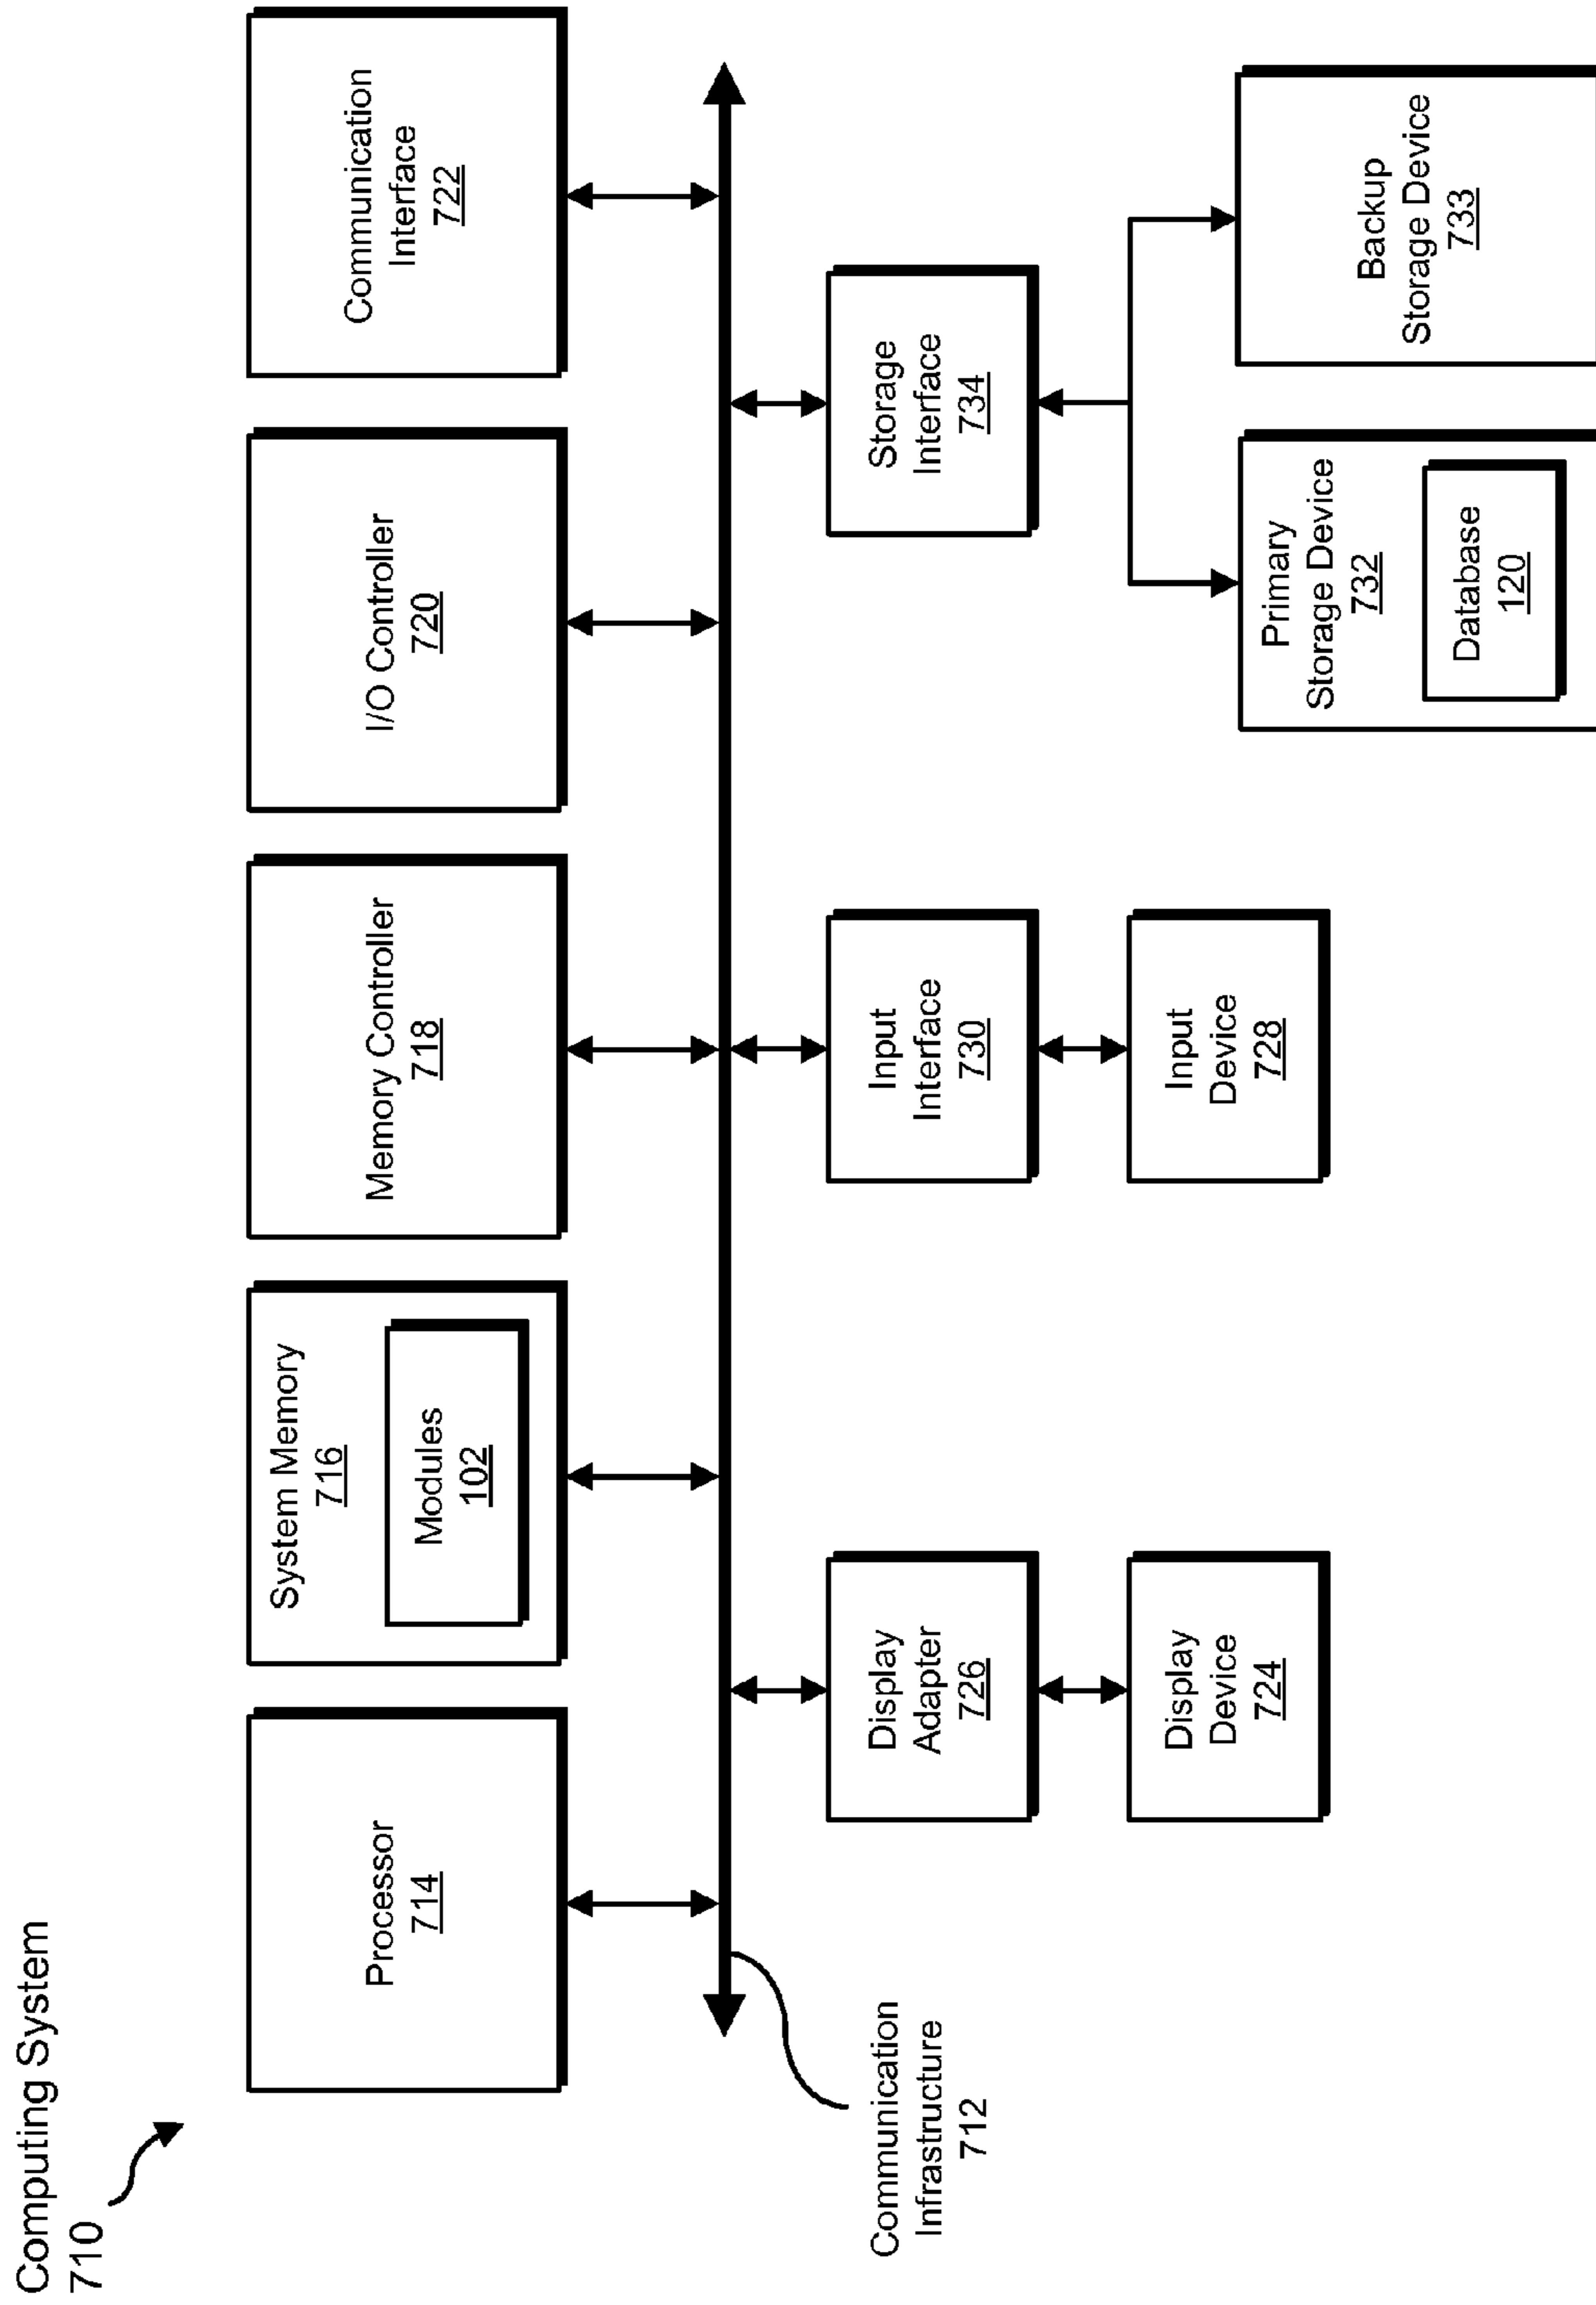 Computing System
710
Processor
714
System Memory
716
Modules
102
Memory Controller
718
I/O Controller
720
Communication
Interface
722
Communication
Infrastructure
712
Display
Adapter
726
Input
Interface
730
Storage
Interface
734
Display
Device
724
Input
Device
728
Primary
Storage Device
732
Database
120
Backup
Storage Device
733